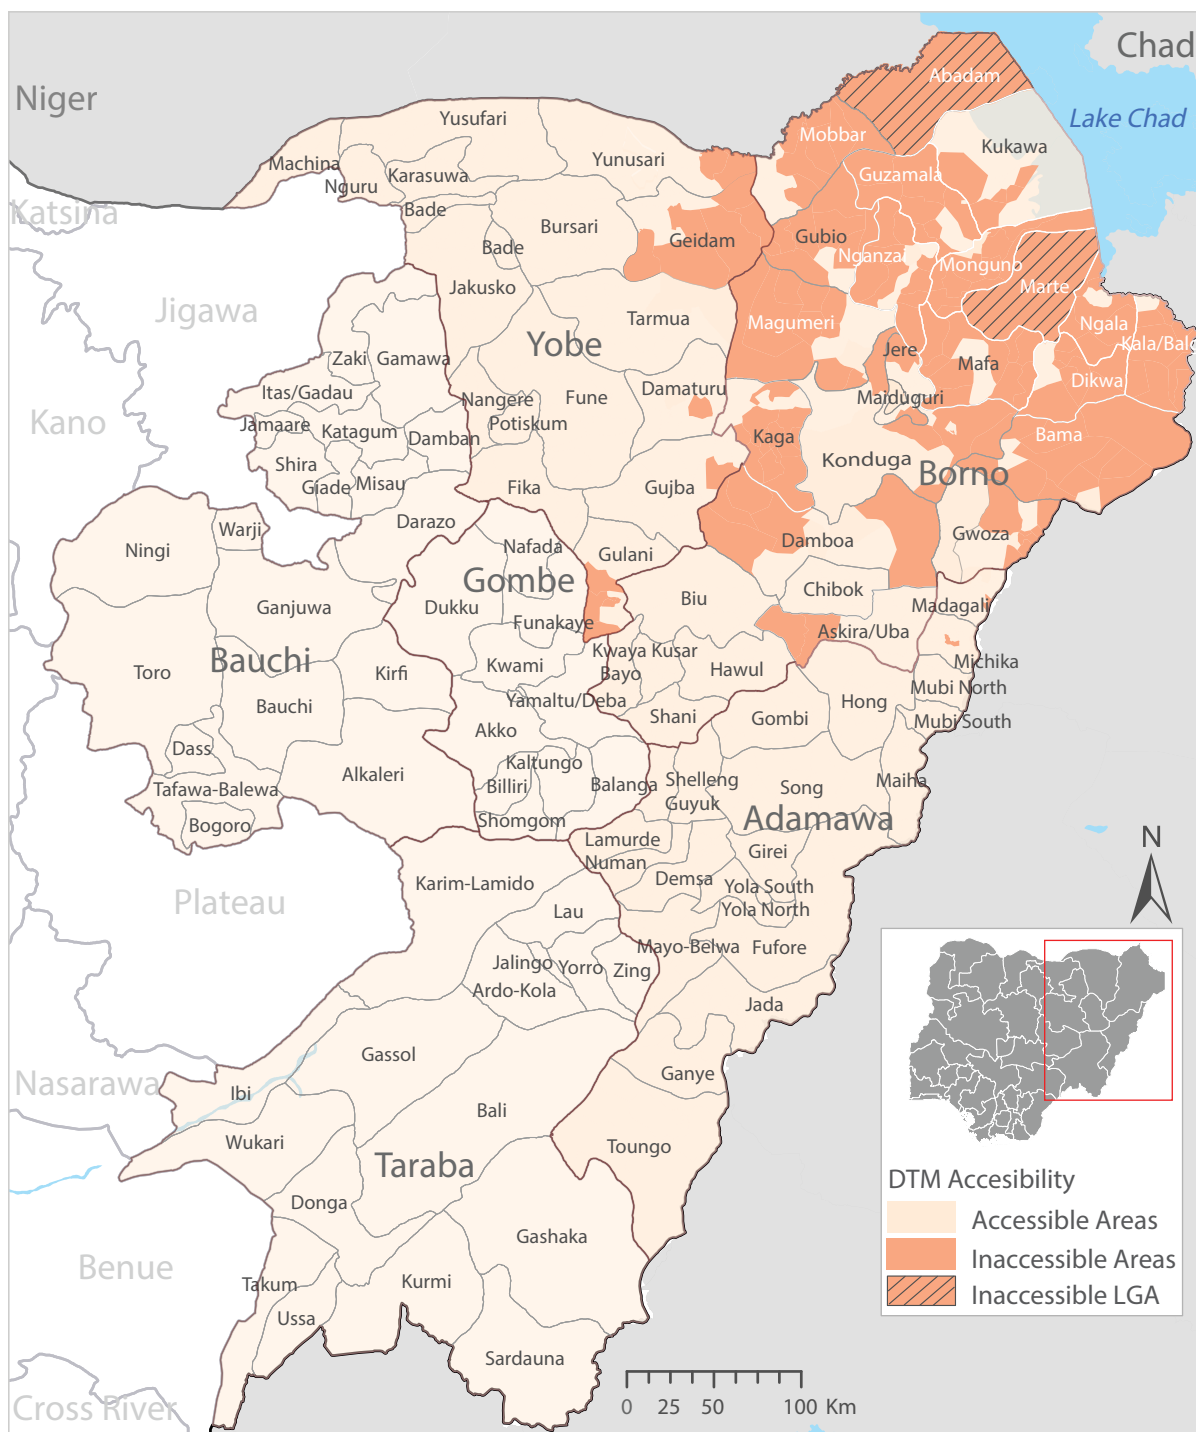 Chad
Niger
Lake Chad
Abadam
Yusufari
Mobbar
Kukawa
Machina
Yunusari
Nguru
Karasuwa
Guzamala
Katsina
Bade
Bursari
Geidam
Gubio
Bade
Nganzai
Monguno
Marte
Jakusko
Jigawa
Tarmua
Magumeri
Ngala
Yobe
Kala/Balg
Zaki
Gamawa
Jere
Mafa
Dikwa
Itas/Gadau
Damaturu
Nangere
Fune
Maiduguri
Kano
Jamaare
Katagum
Potiskum
Damban
Kaga
Bama
Shira
Konduga
Borno
Giade
Misau
Fika
Gujba
Darazo
Warji
Ningi
Nafada
Gulani
Damboa
Gwoza
Gombe
Chibok
Ganjuwa
Dukku
Biu
Madagali
Funakaye
Askira/Uba
Bauchi
Toro
Kwami
Kwaya Kusar
Michika
Kirfi
Bayo
Hawul
Mubi North
Yamaltu/Deba
Hong
Bauchi
Shani
Gombi
Mubi South
Akko
Dass
Kaltungo
Alkaleri
Shelleng
Maiha
Billiri
Balanga
Song
Tafawa-Balewa
Guyuk
Bogoro
Shomgom
Adamawa
Lamurde
Girei
Numan
Karim-Lamido
Demsa
Yola South
Plateau
Lau
Yola North
Mayo-Belwa
Fufore
Jalingo
Yorro
Zing
Ardo-Kola
Jada
Gassol
Nasarawa
Ganye
Ibi
Bali
Wukari
Toungo
Taraba
Donga
Gashaka
Benue
Takum
Kurmi
Ussa
Sardauna
Cross River
0 25 50 100 Km
N
DTM Accesibility
Accessible Areas
Inaccessible Areas
Inaccessible LGA